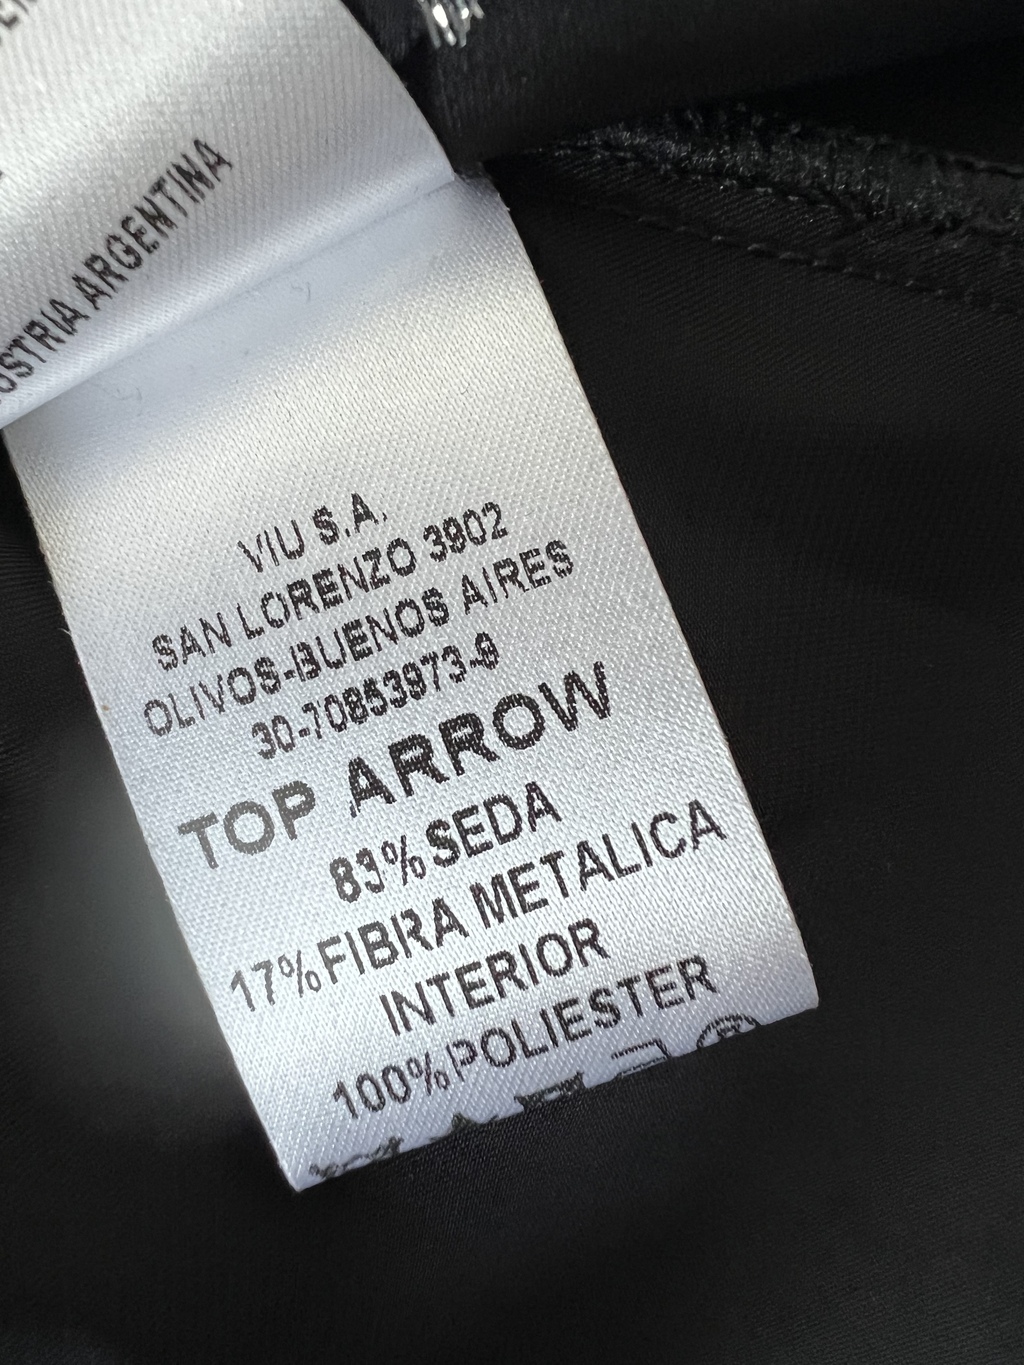 INDUSTRIA ARGENTINA
VIU S.A.
SAN LORENZO 3902
OLIVOS-BUENOS AIRES
30-70853973-9
TOP ARROW
83%SEDA
17%FIBRA METALICA
INTERIOR
100%POLIESTER